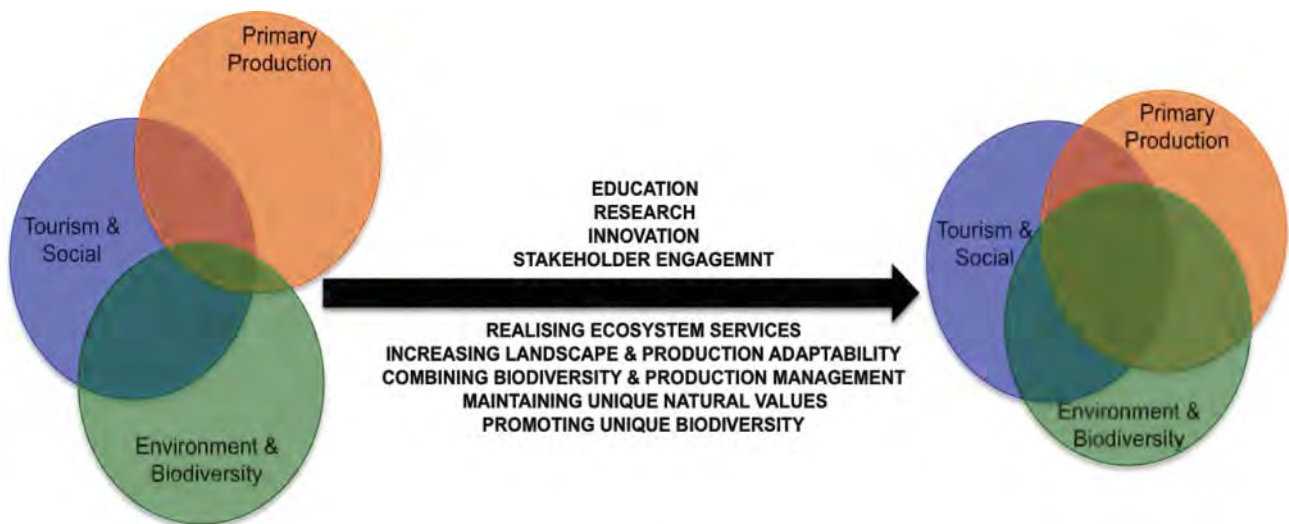 Primary
Production
Tourism &
Social
Environment &
Biodiversity
EDUCATION
RESEARCH
INNOVATION
STAKEHOLDER ENGAGEMNT
REALISING ECOSYSTEM SERVICES
INCREASING LANDSCAPE & PRODUCTION ADAPTABILITY
COMBINING BIODIVERSITY & PRODUCTION MANAGEMENT
MAINTAINING UNIQUE NATURAL VALUES
PROMOTING UNIQUE BIODIVERSITY
Primary
Production
Tourism &
Social
Environment &
Biodiversity